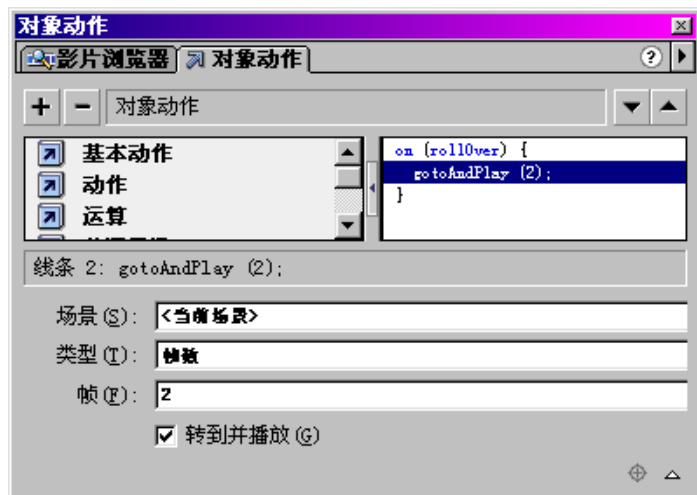 对象动作
影片浏览器 对象动作 ?
+ - 对象动作
基本动作
动作
运算
on (rollOver) {
gotoAndPlay (2);
}
线条 2: gotoAndPlay (2);
场景(S): <当前场景>
类型(T): 帧数
帧(F): 2
转到并播放(G)